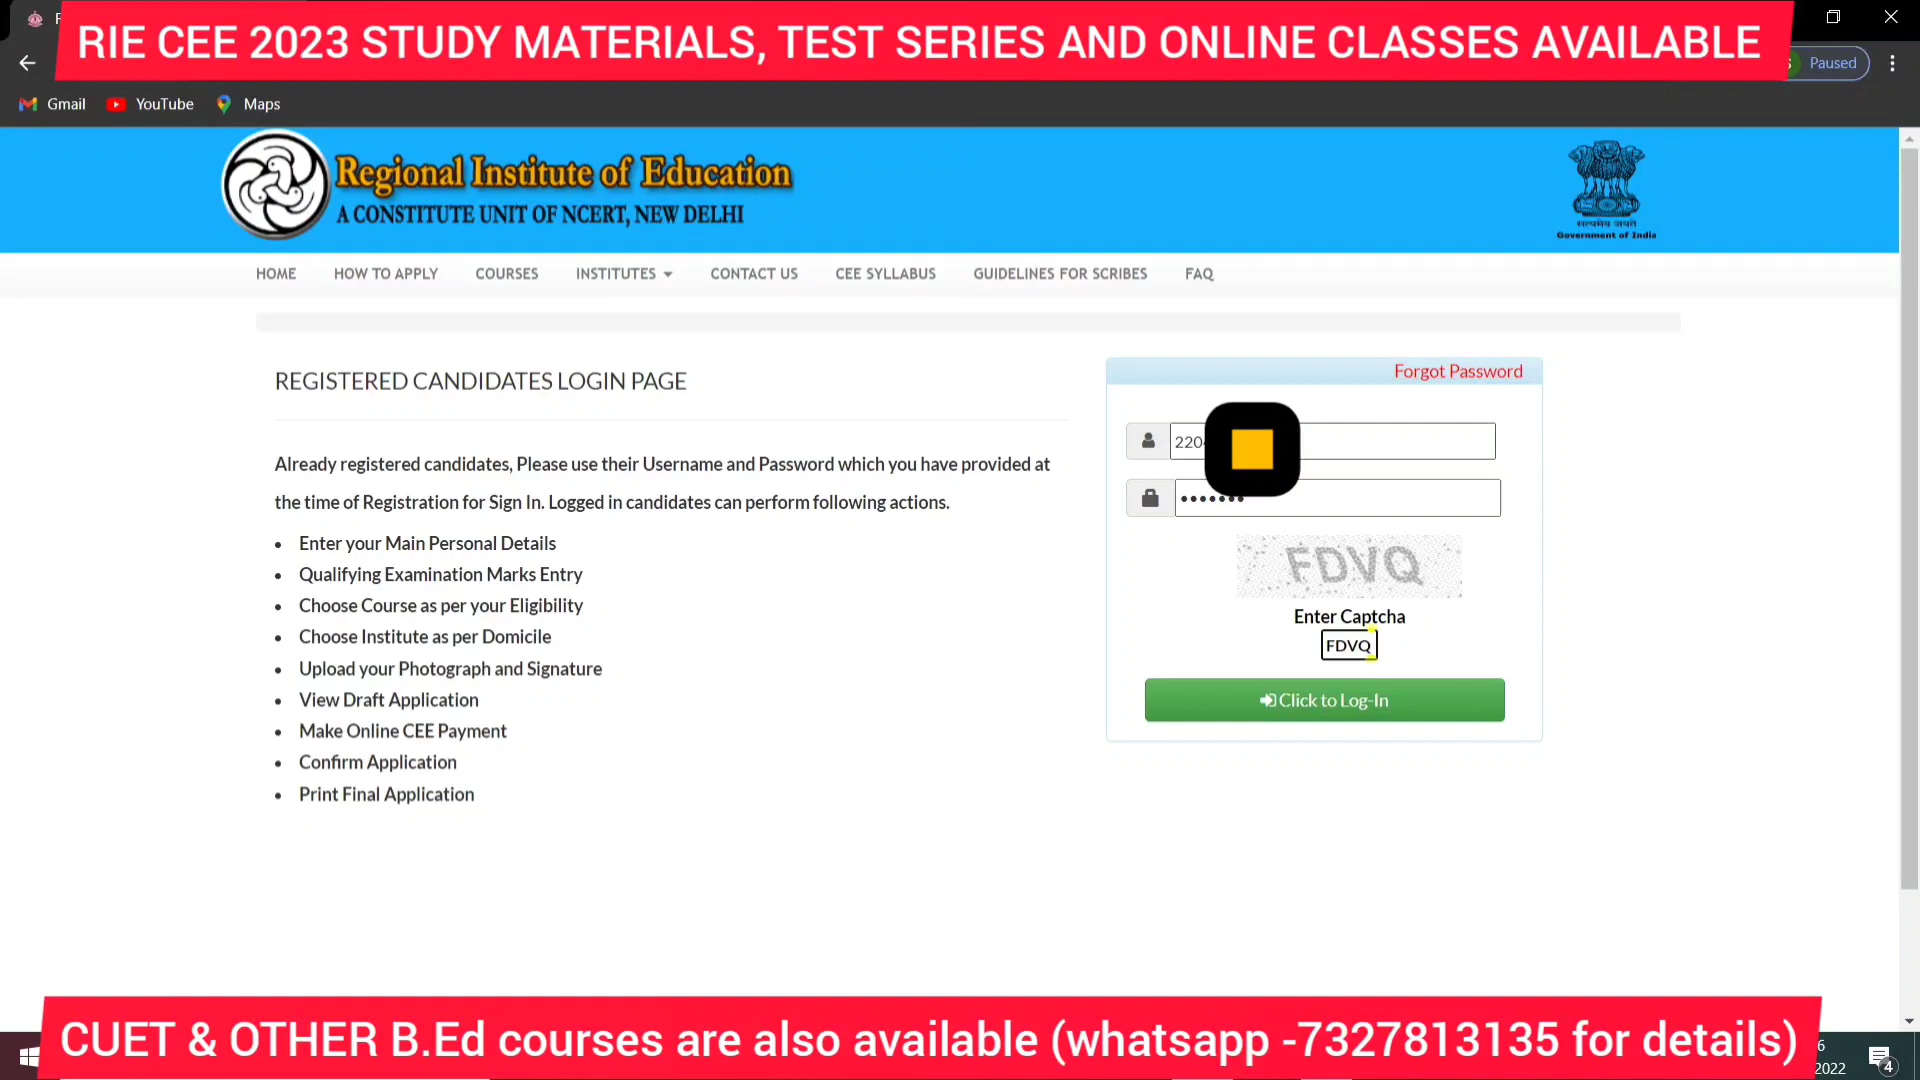 RIE CEE 2023 STUDY MATERIALS, TEST SERIES AND ONLINE CLASSES AVAILABLE
Paused
Gmail YouTube Maps
Regional Institute of Education
A CONSTITUTE UNIT OF NCERT, NEW DELHI
सत्यमेव जयते
Government of India
HOME HOW TO APPLY COURSES INSTITUTES CONTACT US CEE SYLLABUS GUIDELINES FOR SCRIBES FAQ
REGISTERED CANDIDATES LOGIN PAGE
Already registered candidates, Please use their Username and Password which you have provided at
the time of Registration for Sign In. Logged in candidates can perform following actions.
Enter your Main Personal Details
Qualifying Examination Marks Entry
Choose Course as per your Eligibility
Choose Institute as per Domicile
Upload your Photograph and Signature
View Draft Application
Make Online CEE Payment
Confirm Application
Print Final Application
Forgot Password
220
FDVQ
Enter Captcha
FDVQ
Click to Log-In
CUET & OTHER B.Ed courses are also available (whatsapp -7327813135 for details)
6
2022
4